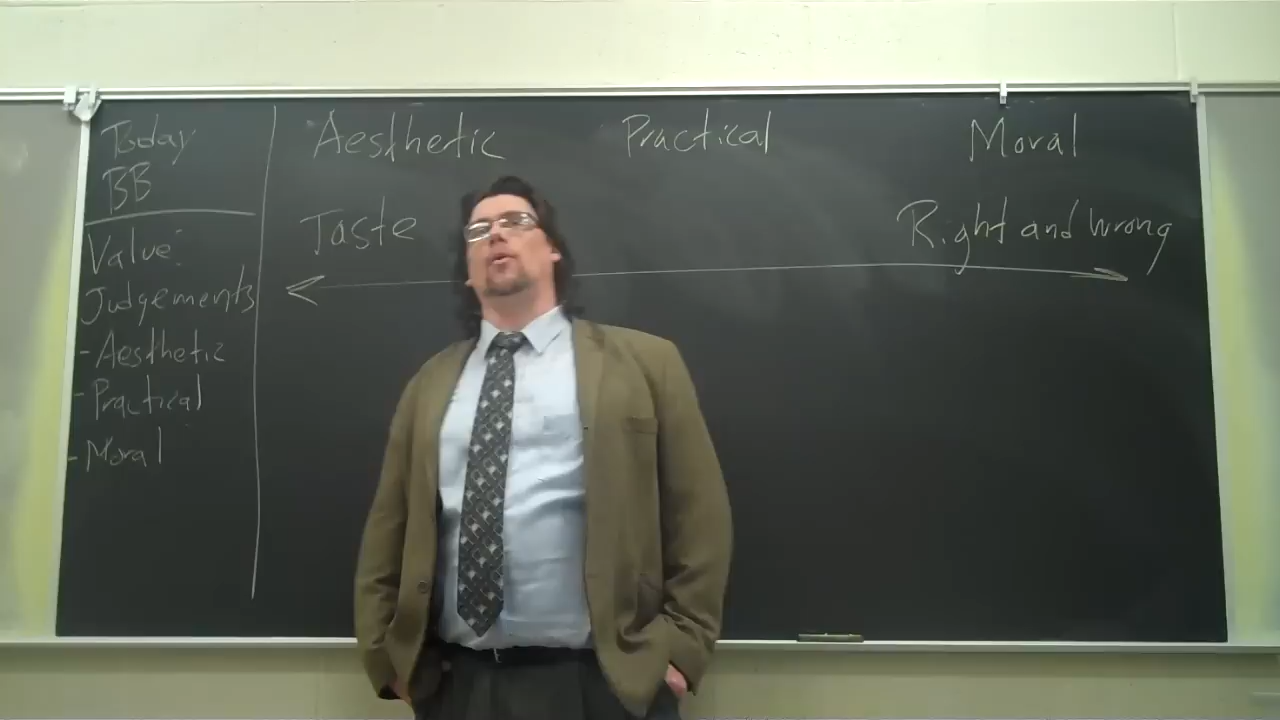 Today
BB
Value
Judgements
- Aesthetic
- Practical
- Moral
Aesthetic Practical Moral
Taste Right and Wrong